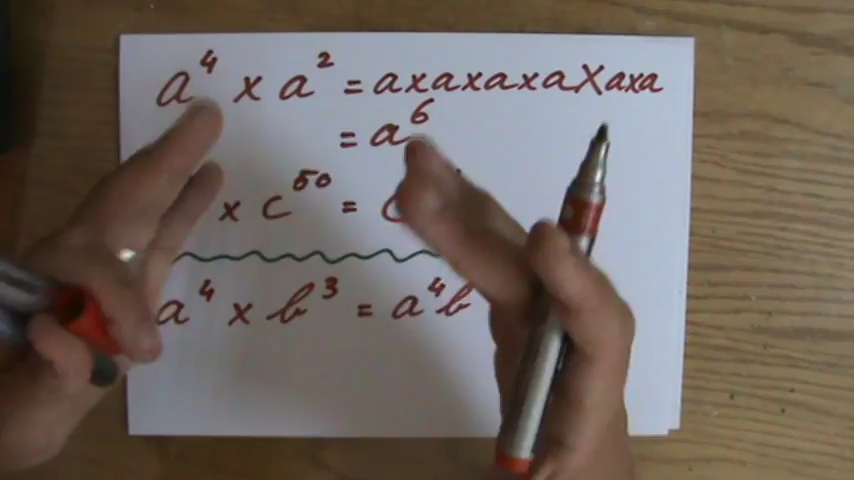 a⁴ x a² = axaxaxaXaxa
= a⁶
x c⁵⁰ = c
a⁴ x b³ = a⁴b